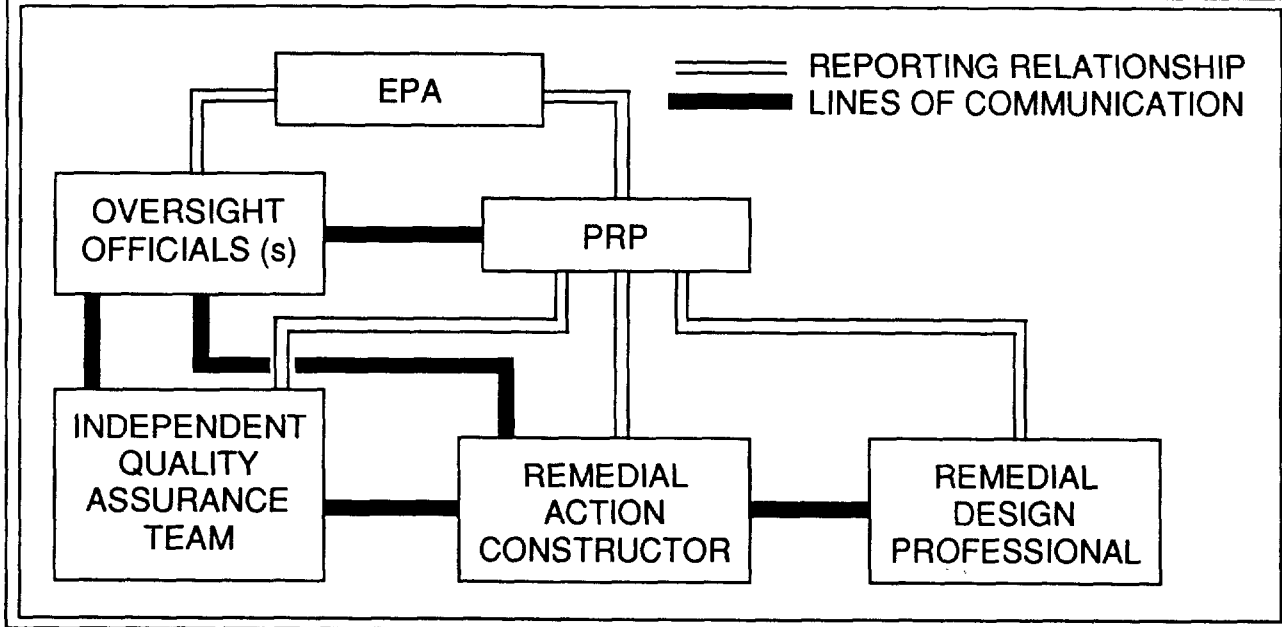 EPA
REPORTING RELATIONSHIP
LINES OF COMMUNICATION
OVERSIGHT
OFFICIALS (s)
PRP
INDEPENDENT
QUALITY
ASSURANCE
TEAM
REMEDIAL
ACTION
CONSTRUCTOR
REMEDIAL
DESIGN
PROFESSIONAL